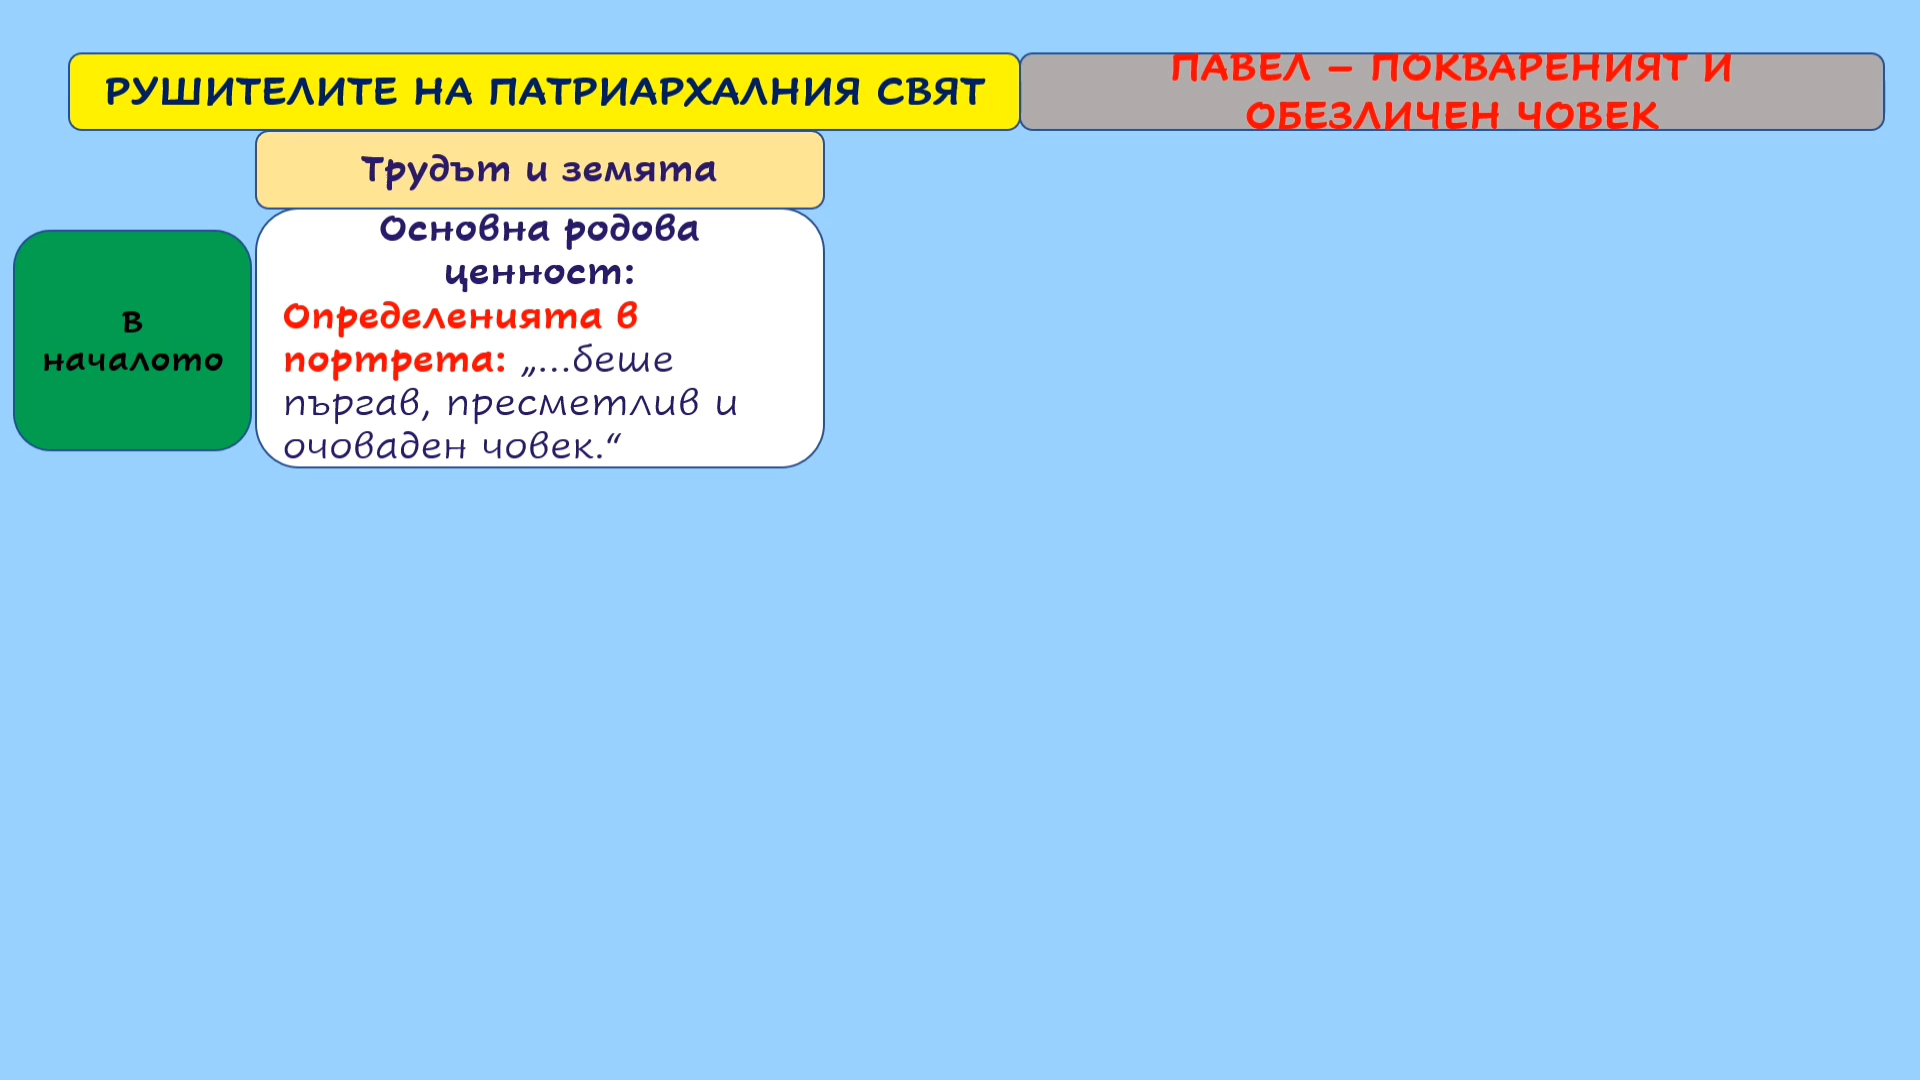 РУШИТЕЛИТЕ НА ПАТРИАРХАЛНИЯ СВЯТ
ПАВЕЛ – ПОКВАРЕНИЯТ И
ОБЕЗЛИЧЕН ЧОВЕК
Трудът и земята
Основна родова
ценност:
Определенията в
портрета: „...беше
пъргав, пресметлив и
очоваден човек.“
В
началото